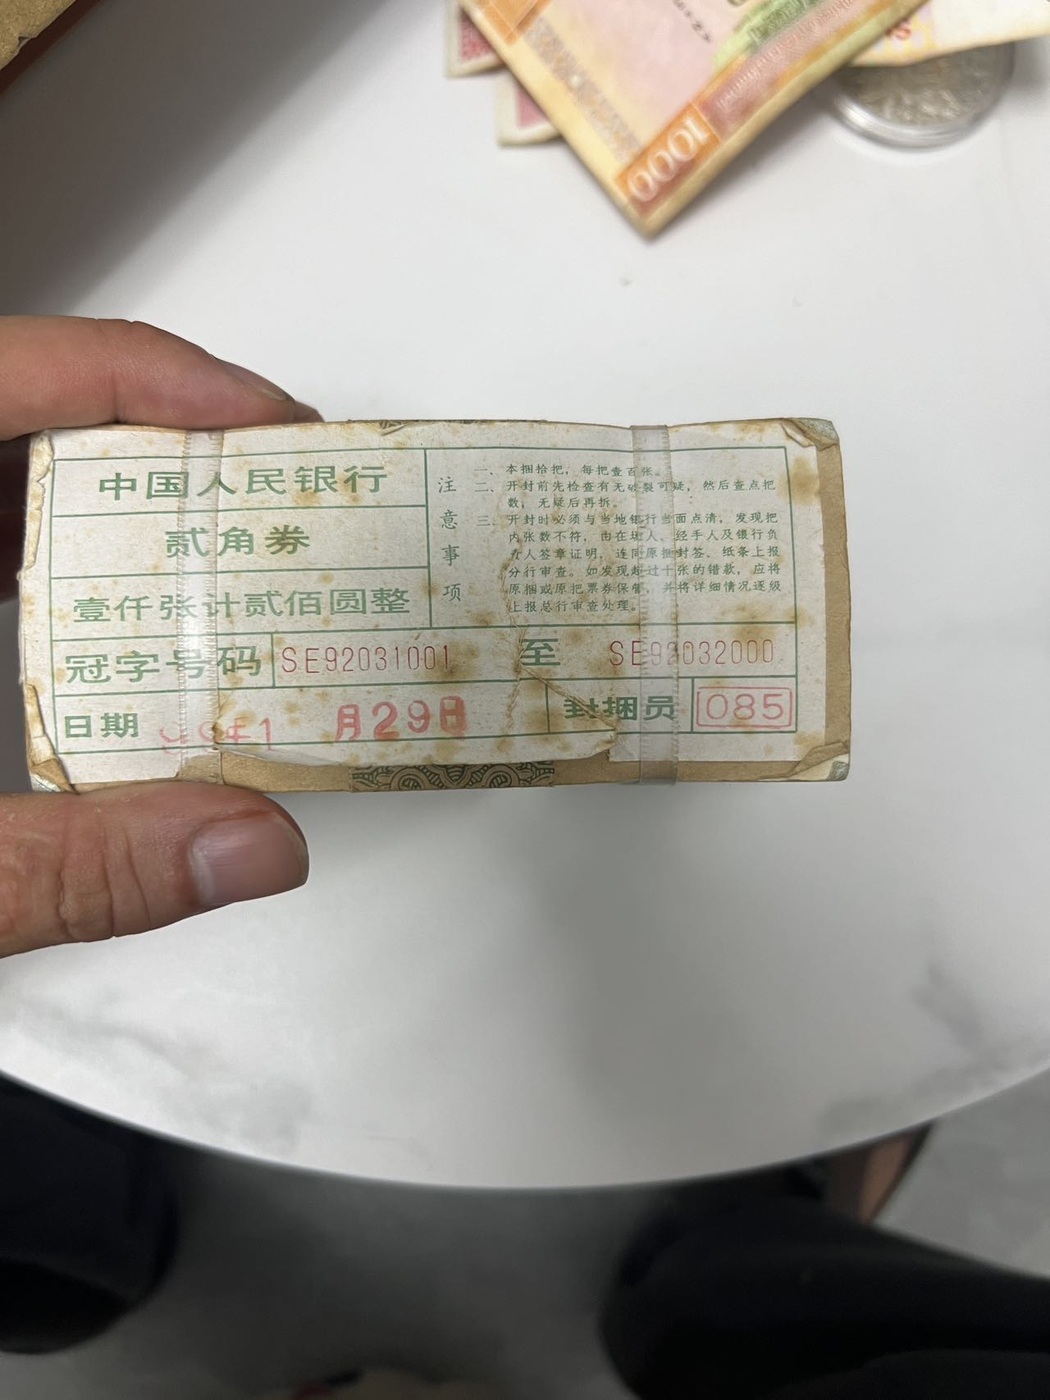 1000
中国人民银行
贰角券
壹仟张计贰佰圆整
注意事项
一、本捆拾把，每把壹百张。
二、开封前先检查有无破裂可疑，然后查点把
数，无疑后再拆。
三、开封时必须与当地银行当面点清，发现把
内张数不符，由在场人、经手人及银行负
责人签章证明，连同原捆封签、纸条上报
分行审查。如发现超过十张的错款，应将
原捆或原把票券保管，并将详细情况逐级
上报总行审查处理。
冠字号码 SE92031001 至 SE92032000
日期 月29日 封捆员 085